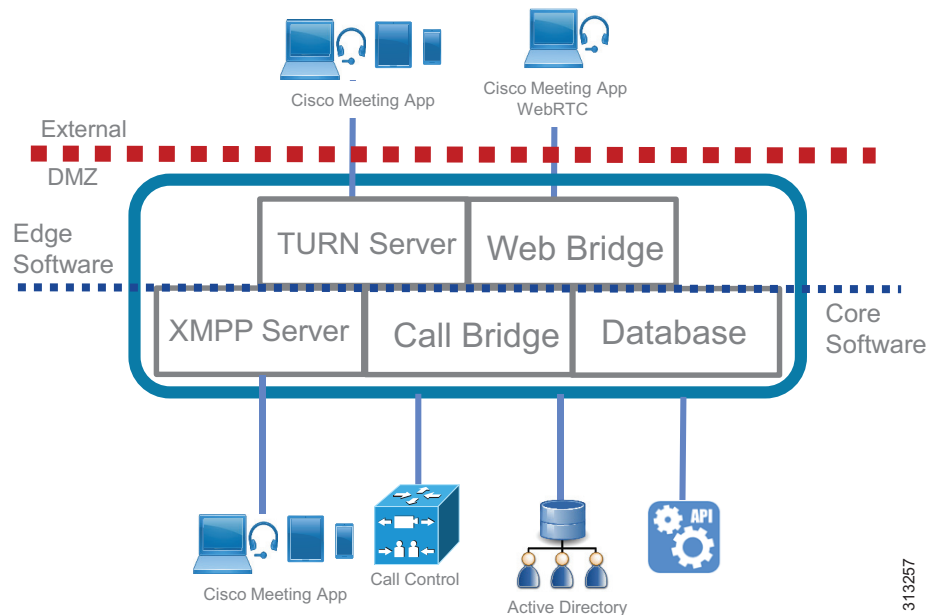 Cisco Meeting App
Cisco Meeting App
WebRTC
External
DMZ
Edge
Software
TURN Server
Web Bridge
XMPP Server
Call Bridge
Database
Core
Software
API
Cisco Meeting App
Call Control
Active Directory
313257